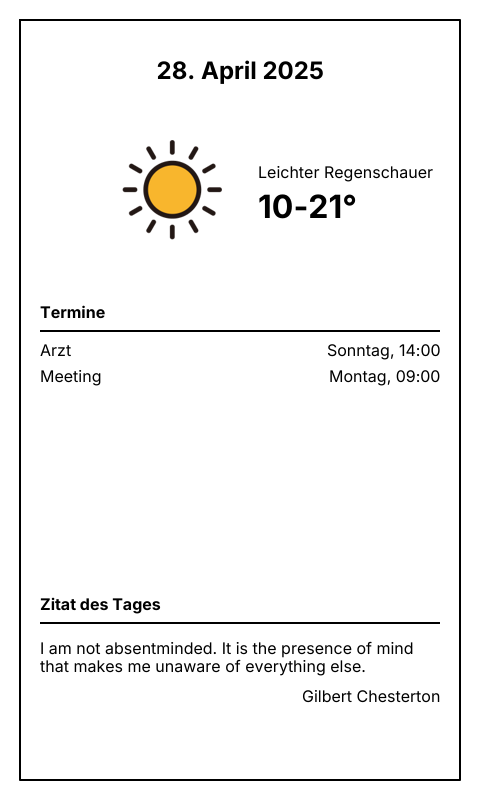 28. April 2025
Leichter Regenschauer
10-21°
Termine
Arzt Sonntag, 14:00
Meeting Montag, 09:00
Zitat des Tages
I am not absentminded. It is the presence of mind
that makes me unaware of everything else.
Gilbert Chesterton